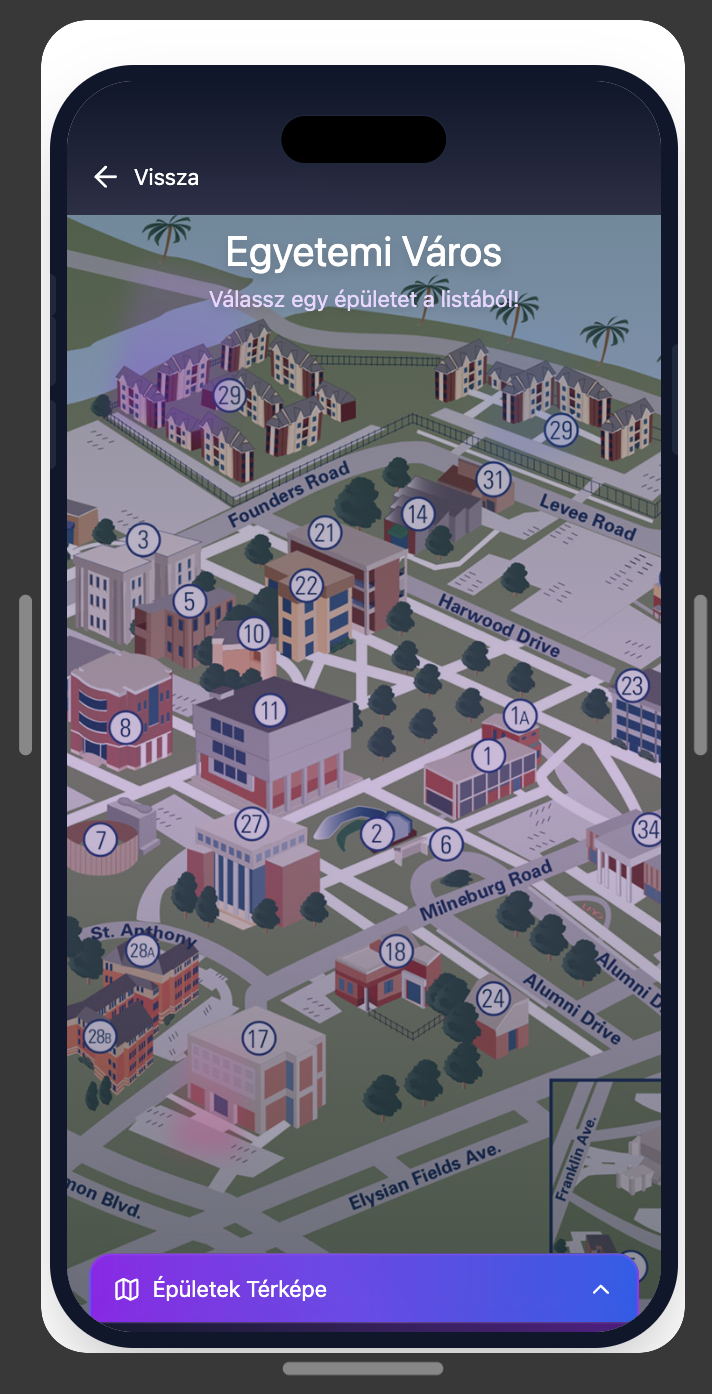 Vissza
Egyetemi Város
Válassz egy épületet a listából!
29
29
31
Founders Road
14
Levee Road
21
3
22
5
Harwood Drive
10
23
11
1A
8
1
27
2
34
7
6
Milneburg Road
St. Anthony
28A
18
Alumni D
24
Alumni Drive
28B
17
Franklin Ave.
Elysian Fields Ave.
mon Blvd.
Épületek Térképe